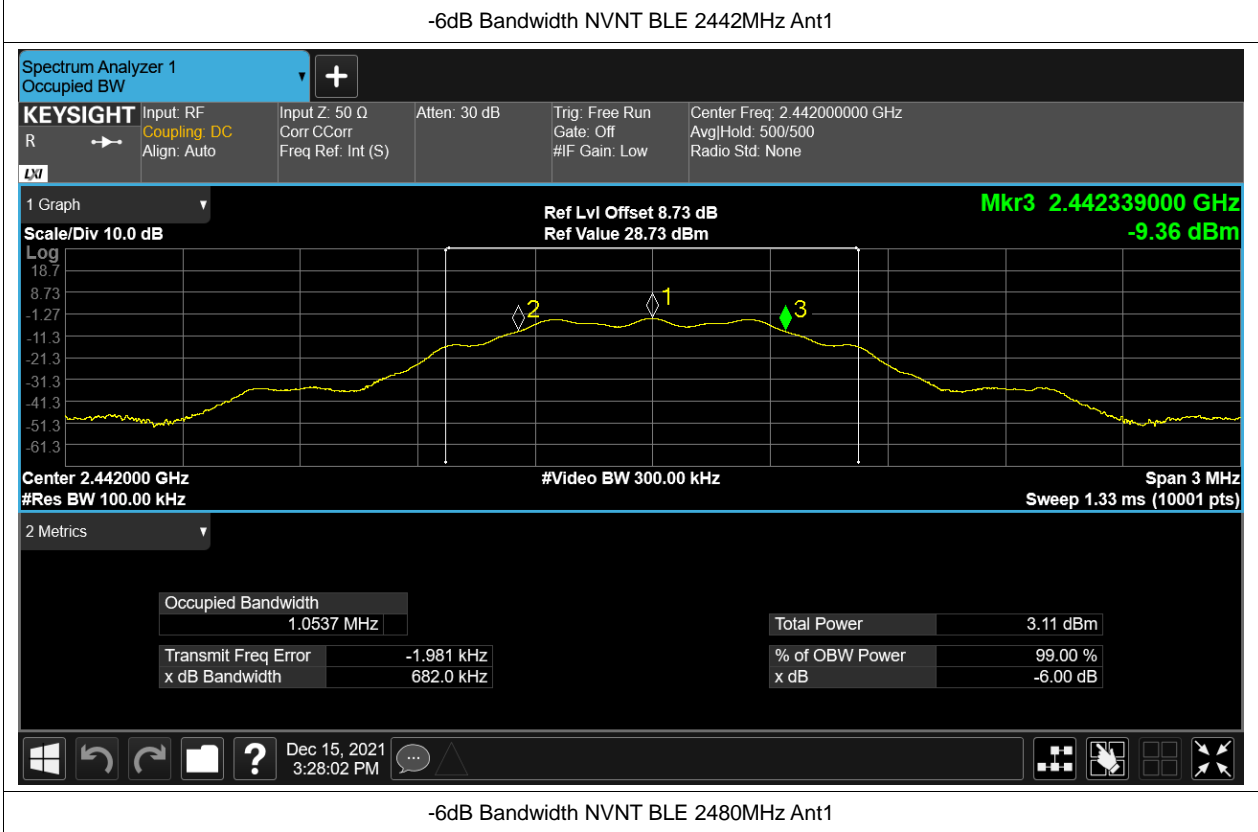 -6dB Bandwidth NVNT BLE 2442MHz Ant1
Spectrum Analyzer 1
Occupied BW
KEYSIGHT
R
LXI
Input: RF
Coupling: DC
Align: Auto
Input Z: 50 Ω
Corr CCorr
Freq Ref: Int (S)
Atten: 30 dB
Trig: Free Run
Gate: Off
#IF Gain: Low
Center Freq: 2.442000000 GHz
Avg|Hold: 500/500
Radio Std: None
1 Graph
Scale/Div 10.0 dB
Ref Lvl Offset 8.73 dB
Ref Value 28.73 dBm
Mkr3 2.442339000 GHz
-9.36 dBm
Log
18.7
8.73
-1.27
-11.3
-21.3
-31.3
-41.3
-51.3
-61.3
2
1
3
Center 2.442000 GHz
#Res BW 100.00 kHz
#Video BW 300.00 kHz
Span 3 MHz
Sweep 1.33 ms (10001 pts)
2 Metrics
Occupied Bandwidth
1.0537 MHz
Transmit Freq Error -1.981 kHz
x dB Bandwidth 682.0 kHz
Total Power 3.11 dBm
% of OBW Power 99.00 %
x dB -6.00 dB
?
Dec 15, 2021
3:28:02 PM
-6dB Bandwidth NVNT BLE 2480MHz Ant1